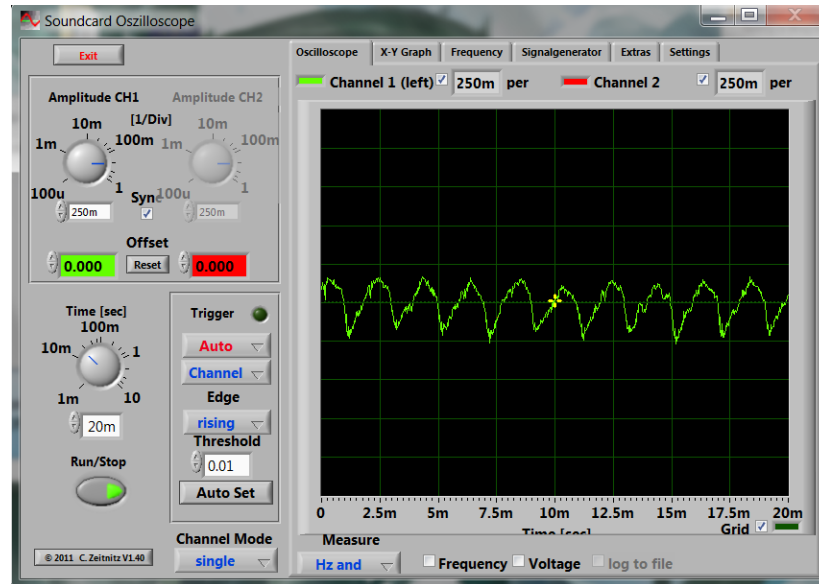 Soundcard Oszilloscope
Exit
Amplitude CH1
Amplitude CH2
[1/Div]
10m
10m
1m
100m
1m
100m
100u
1
100u
1
Sync
250m
250m
Offset
0.000
Reset
0.000
Time [sec]
100m
10m
1
1m
10
20m
Run/Stop
© 2011 C. Zeitnitz V1.40
Trigger
Auto
Channel
Edge
rising
Threshold
0.01
Auto Set
Channel Mode
single
Oscilloscope X-Y Graph Frequency Signalgenerator Extras Settings
Channel 1 (left) 250m per Channel 2 250m per
0 2.5m 5m 7.5m 10m 12.5m 15m 17.5m 20m
Time [sec]
Grid
Measure
Hz and
Frequency Voltage log to file